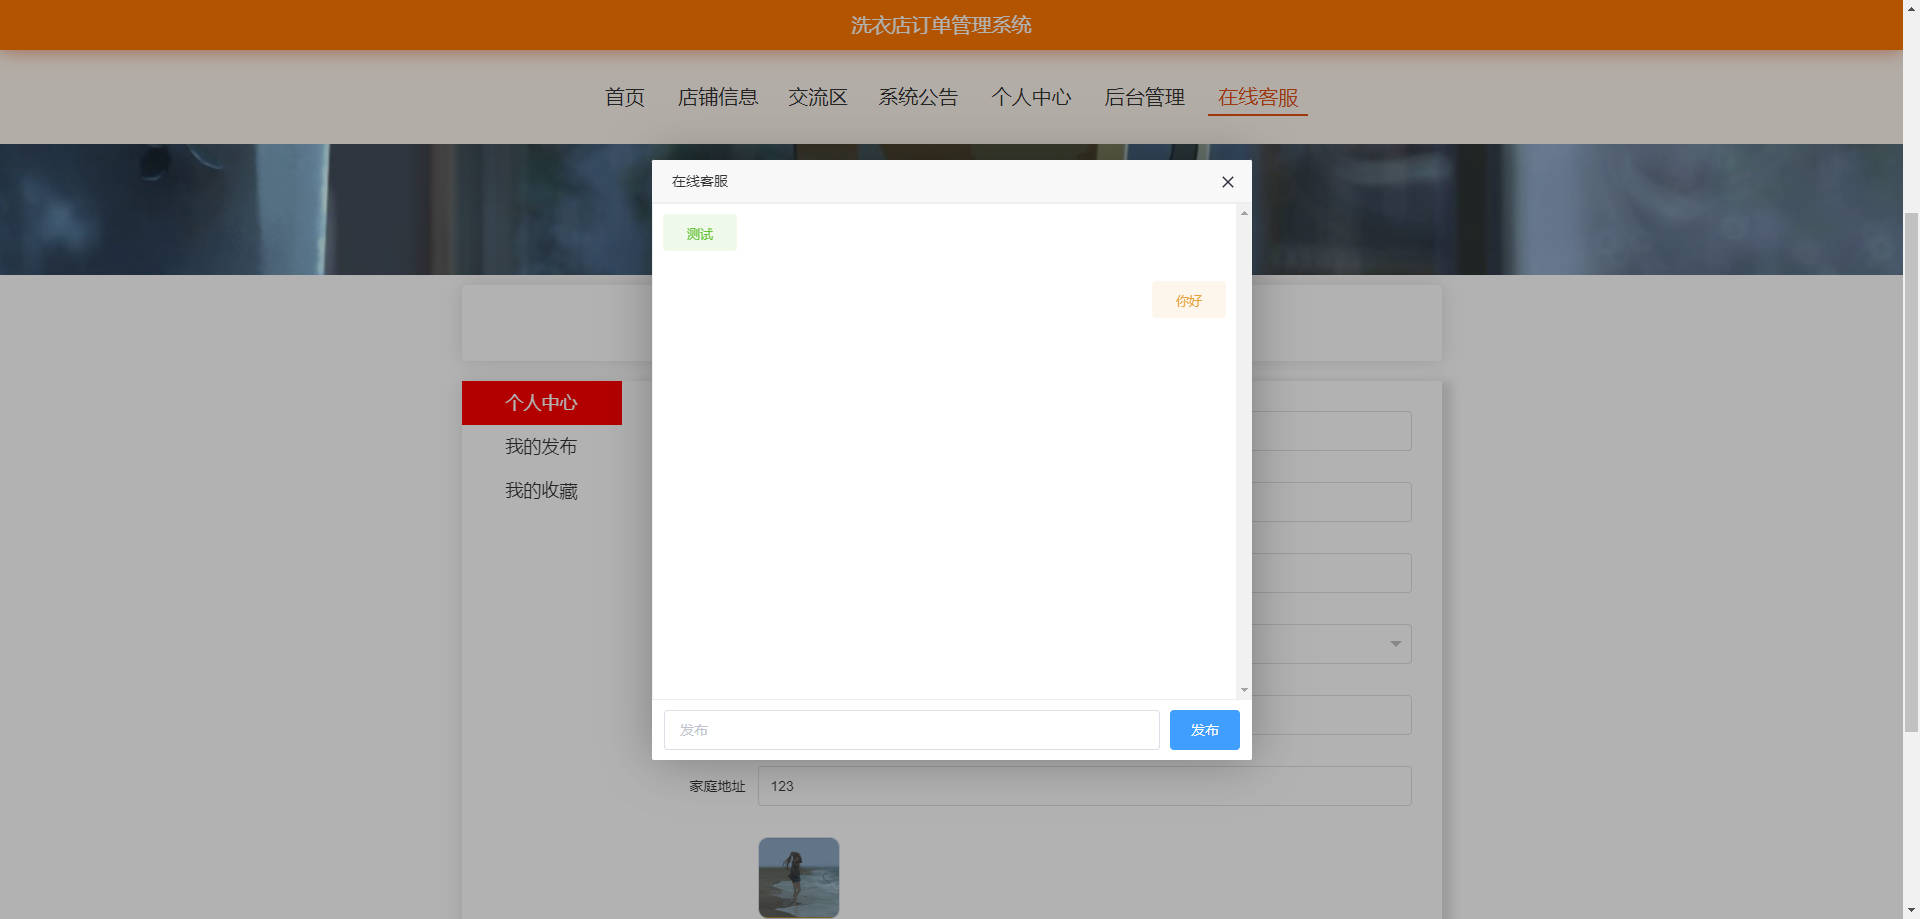 洗衣店订单管理系统
首页 店铺信息 交流区 系统公告 个人中心 后台管理 在线客服
在线客服
测试
你好
个人中心
我的发布
我的收藏
发布 发布
家庭地址 123